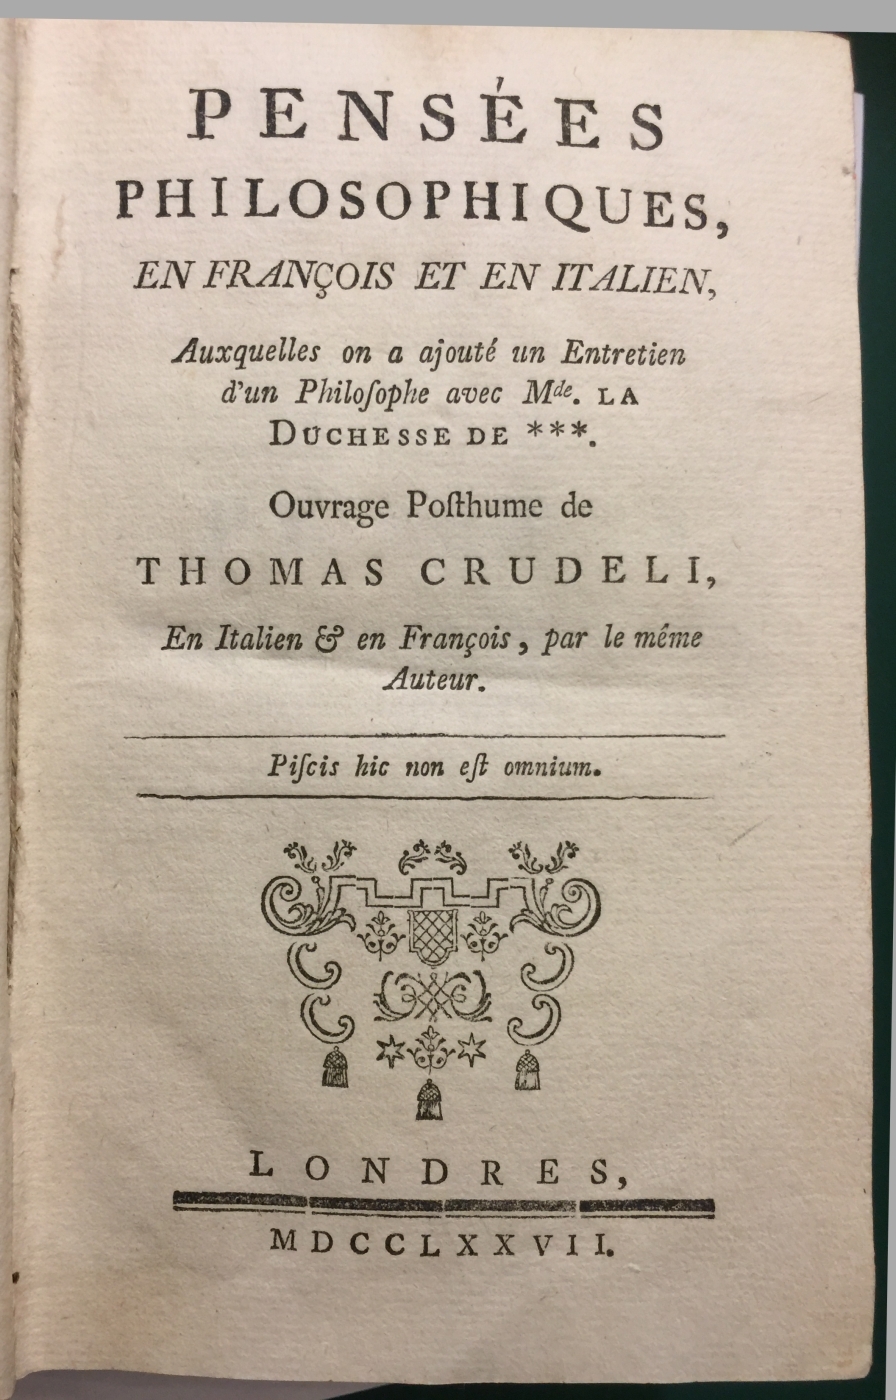 PENSÉES
PHILOSOPHIQUES,
EN FRANÇOIS ET EN ITALIEN,
Auxquelles on a ajouté un Entretien
d'un Philoſophe avec Mde. LA
DUCHESSE DE ***.
Ouvrage Poſthume de
THOMAS CRUDELI,
En Italien & en François, par le même
Auteur.
Piſcis hic non eſt omnium.
LONDRES,
MDCCLXXVII.